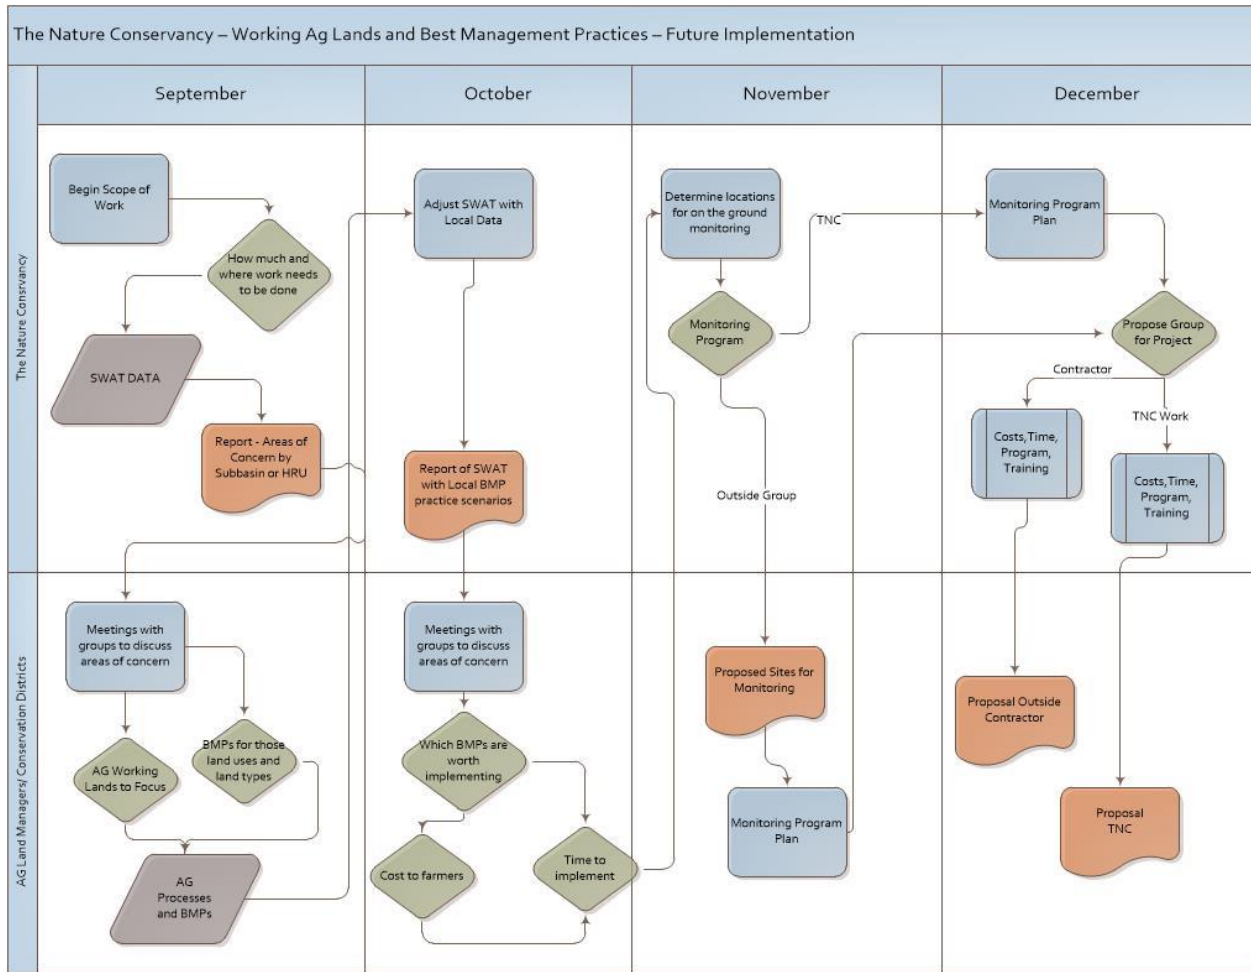 The Nature Conservancy – Working Ag Lands and Best Management Practices – Future Implementation
September
October
November
December
The Nature Consrvancy
Begin Scope of
Work
How much and
where work needs
to be done
SWAT DATA
Report - Areas of
Concern by
Subbasin or HRU
Adjust SWAT with
Local Data
Report of SWAT
with Local BMP
practice scenarios
Determine locations
for on the ground
monitoring
TNC
Monitoring
Program
Outside Group
Monitoring Program
Plan
Propose Group
for Project
Contractor
TNC Work
Costs,Time,
Program,
Training
Costs,Time,
Program,
Training
AG Land Managers/ Conservation Districts
Meetings with
groups to discuss
areas of concern
AG Working
Lands to Focus
BMPs for those
land uses and
land types
AG
Processes
and BMPs
Meetings with
groups to discuss
areas of concern
Which BMPs are
worth
implementing
Cost to farmers
Time to
implement
Proposed Sites for
Monitoring
Monitoring Program
Plan
Proposal Outside
Contractor
Proposal
TNC